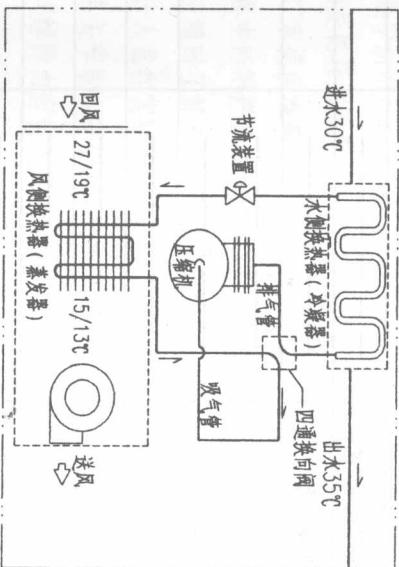 进水30℃
出水35℃
水侧换热器(冷凝器)
节流装置
排气管
四通换向阀
压缩机
吸气管
回风
27/19℃
15/13℃
风侧换热器(蒸发器)
送风